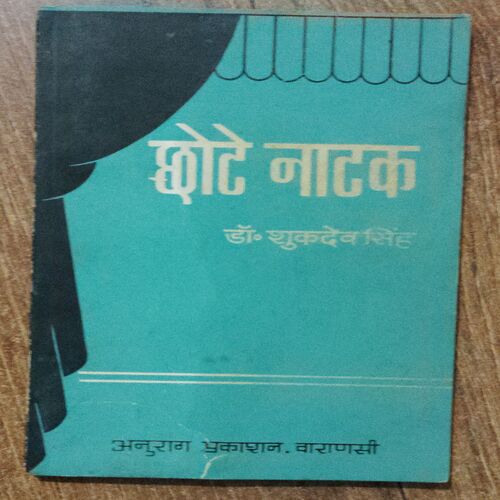 छोटे नाटक
डॉ॰ शुकदेव सिंह
अनुराग प्रकाशन. वाराणसी